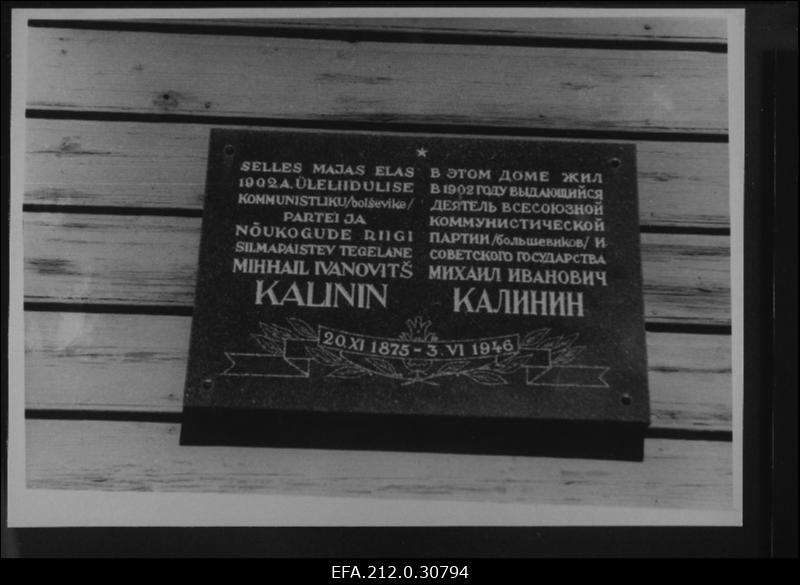 SELLES MAJAS ELAS
1902.A. ÜLELIIDULISE
KOMMUNISTLIKU/bolševike/
PARTEI JA
NÕUKOGUDE RIIGI
SILMAPAISTEV TEGELANE
MIHHAIL IVANOVITŠ
KALININ
В ЭТОМ ДОМЕ ЖИЛ
В 1902 ГОДУ ВЫДАЮЩИЙСЯ
ДЕЯТЕЛЬ ВСЕСОЮЗНОЙ
КОММУНИСТИЧЕСКОЙ
ПАРТИИ/большевиков/ И
СОВЕТСКОГО ГОСУДАРСТВА
МИХАИЛ ИВАНОВИЧ
КАЛИНИН
20.XI 1875 - 3.VI 1946
EFA.212.0.30794